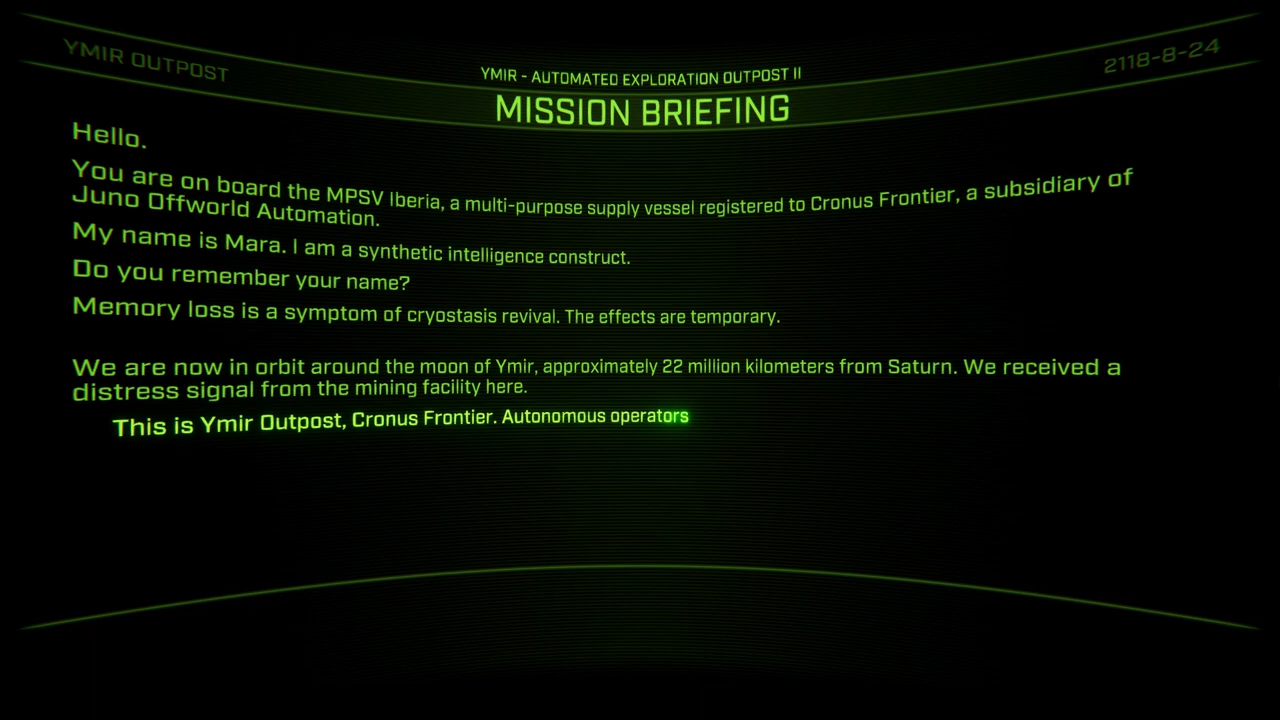 YMIR OUTPOST
2118-8-24
YMIR - AUTOMATED EXPLORATION OUTPOST II
MISSION BRIEFING
Hello.
You are on board the MPSV Iberia, a multi-purpose supply vessel registered to Cronus Frontier, a subsidiary of
Juno Offworld Automation.
My name is Mara. I am a synthetic intelligence construct.
Do you remember your name?
Memory loss is a symptom of cryostasis revival. The effects are temporary.
We are now in orbit around the moon of Ymir, approximately 22 million kilometers from Saturn. We received a
distress signal from the mining facility here.
This is Ymir Outpost, Cronus Frontier. Autonomous operators